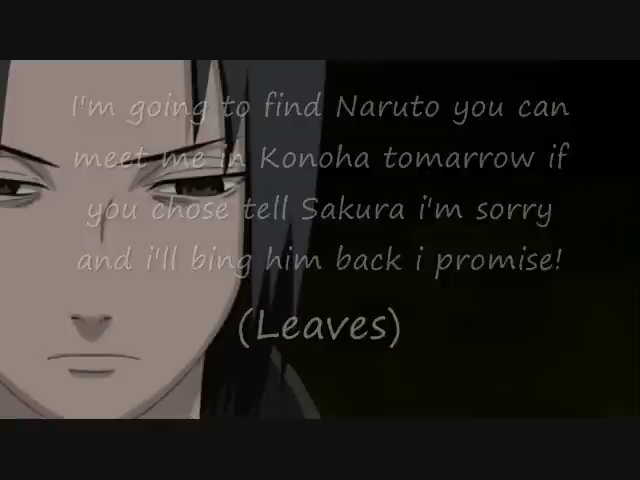 I'm going to find Naruto you can
meet me in Konoha tomarrow if
you chose tell Sakura i'm sorry
and i'll bing him back i promise!
(Leaves)